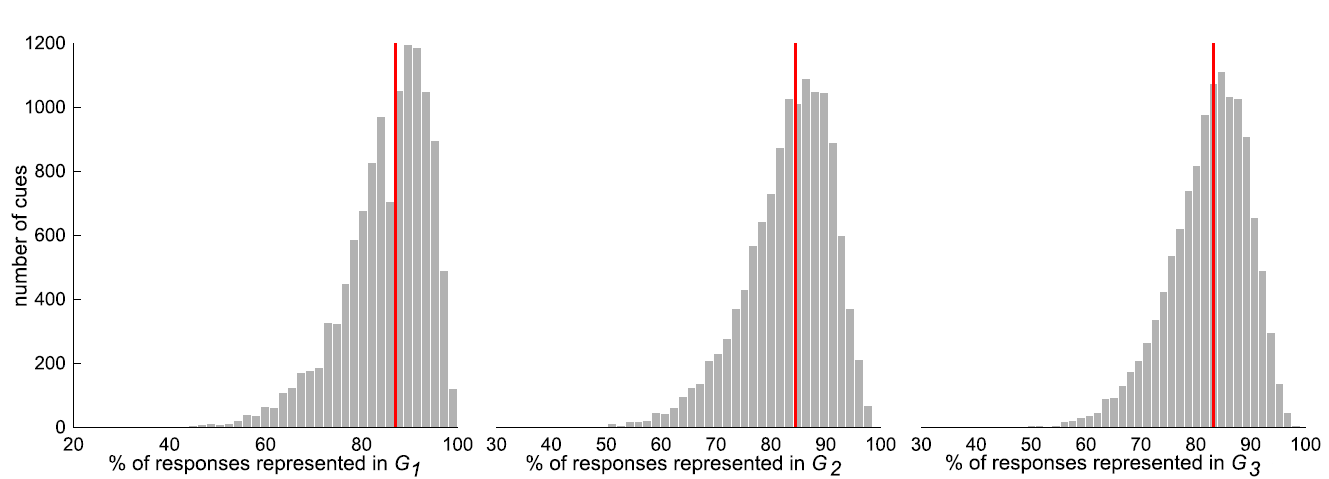 1200
1000
800
600
400
200
0
number of cues
20 40 60 80 100
% of responses represented in G1
30 40 50 60 70 80 90 100
% of responses represented in G2
30 40 50 60 70 80 90 100
% of responses represented in G3